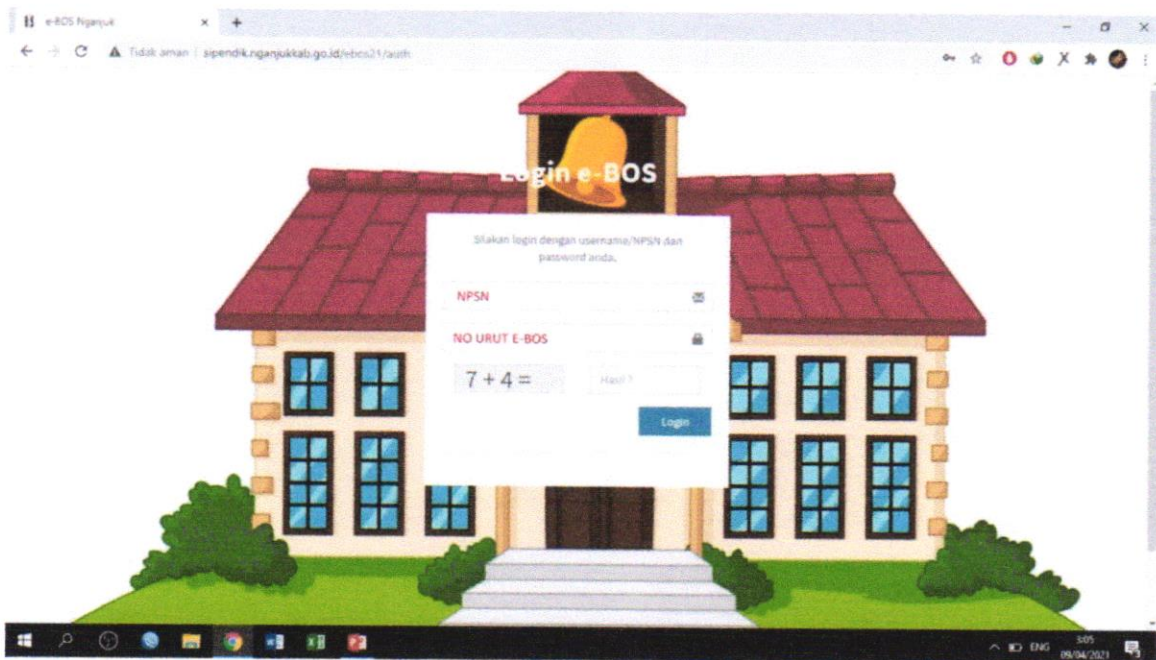 e-BOS Nganjuk
Tidak aman sipendik.nganjukkab.go.id/ebos21/auth
Login e-BOS
Silakan login dengan username/NPSN dan
password anda.
NPSN
NO URUT E-BOS
7 + 4 =
Hasil ?
Login
ENG
3:05
09/04/2021